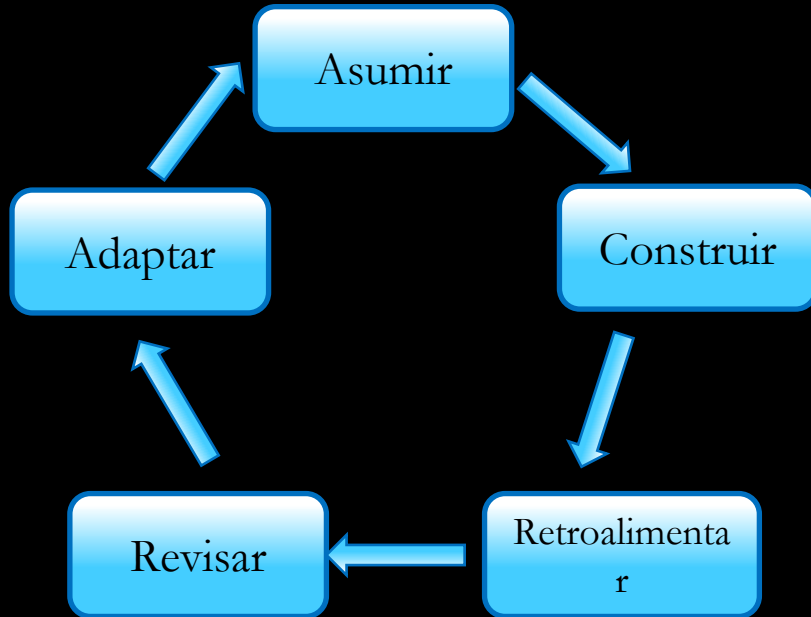 Asumir
Adaptar
Construir
Revisar
Retroalimenta
r